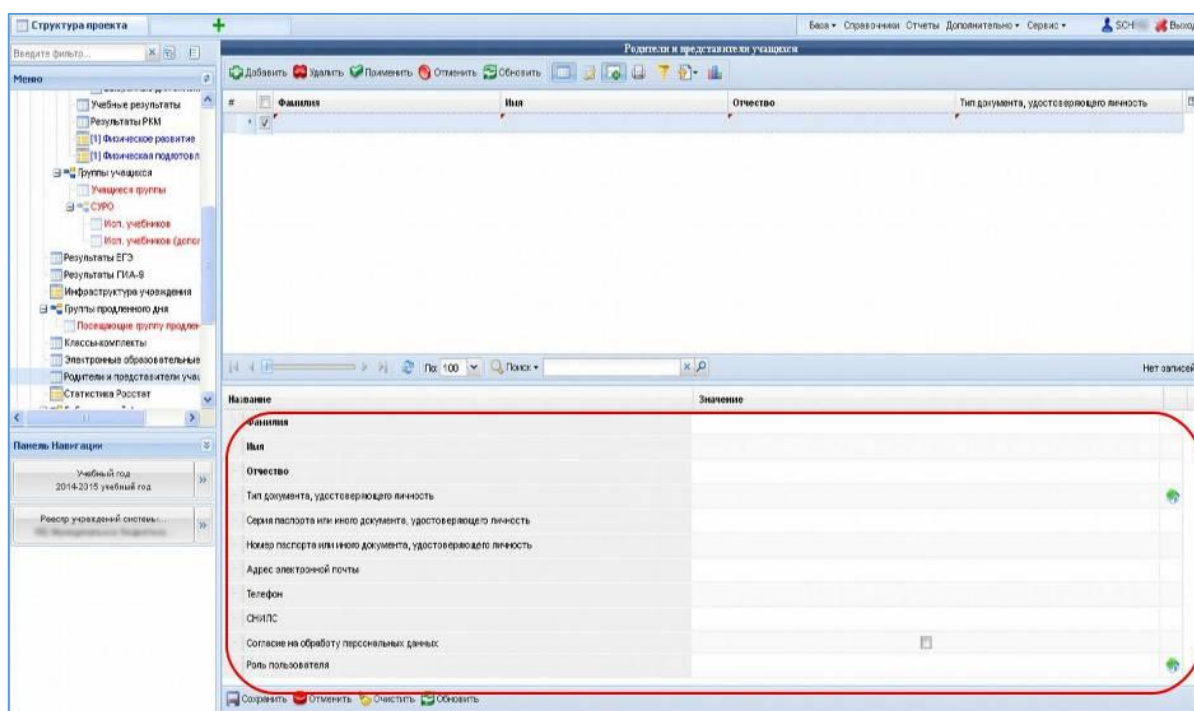 Структура проекта
База Справочники Отчеты Дополнительно Сервис SCH Выход
Введите фильтр...
Родители и представители учащихся
Меню
Добавить Удалить Применить Отменить Обновить
# Фамилия Имя Отчество Тип документа, удостоверяющего личность
Учебные результаты
Результаты РКМ
[1] Физическое развитие
[1] Физическая подготовл
Группы учащихся
Учащиеся группы
СУРО
Исп. учебников
Исп. учебников (допол
Результаты ЕГЭ
Результаты ГИА-9
Инфраструктура учреждения
Группы продленного дня
Посещающие группу продлен
Классы-комплекты
Электронные образовательные
Родители и представители учащ
Статистика Росстат
По: 100 Поиск
Нет записей
Название Значение
Фамилия
Имя
Отчество
Тип документа, удостоверяющего личность
Серия паспорта или иного документа, удостоверяющего личность
Номер паспорта или иного документа, удостоверяющего личность
Адрес электронной почты
Телефон
СНИЛС
Согласие на обработку персональных данных
Роль пользователя
Панель Навигации
Учебный год
2014-2015 учебный год
Реестр учреждений системы...
Сохранить Отменить Очистить Обновить